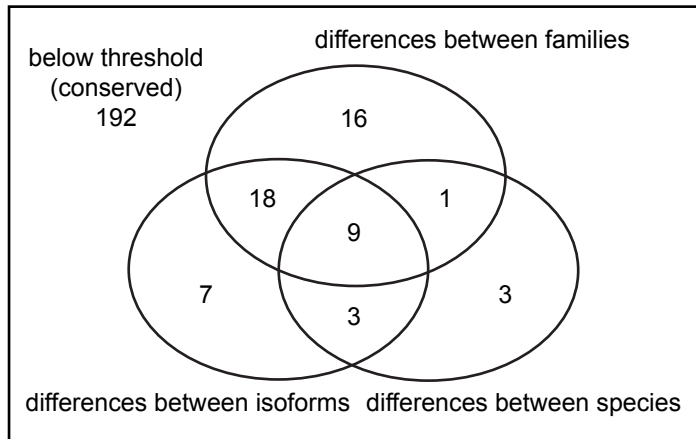 differences between families
below threshold
(conserved)
192
16
18
1
9
7
3
3
differences between isoforms
differences between species